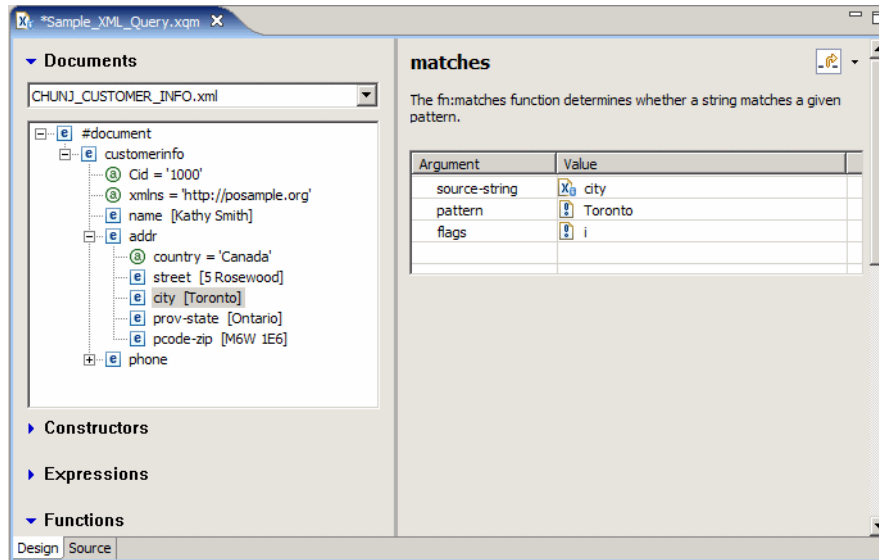 *Sample_XML_Query.xqm
Documents
CHUNJ_CUSTOMER_INFO.xml
#document
customerinfo
Cid = '1000'
xmlns = 'http://posample.org'
name [Kathy Smith]
addr
country = 'Canada'
street [5 Rosewood]
city [Toronto]
prov-state [Ontario]
pcode-zip [M6W 1E6]
phone
Constructors
Expressions
Functions
Design Source
matches
The fn:matches function determines whether a string matches a given
pattern.
Argument Value
source-string city
pattern Toronto
flags i